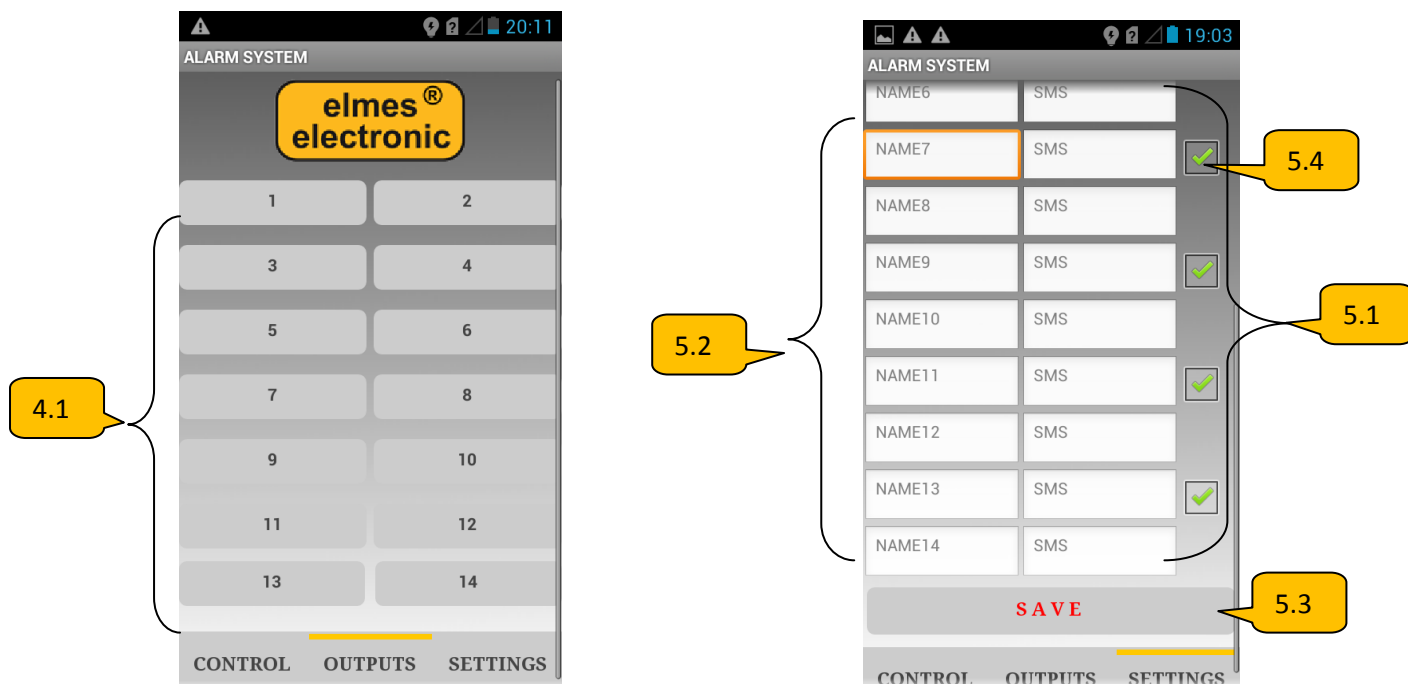 20:11
ALARM SYSTEM
elmes ®
electronic
1 2
3 4
5 6
7 8
9 10
11 12
13 14
CONTROL OUTPUTS SETTINGS
4.1
19:03
ALARM SYSTEM
NAME6 SMS
NAME7 SMS
NAME8 SMS
NAME9 SMS
NAME10 SMS
NAME11 SMS
NAME12 SMS
NAME13 SMS
NAME14 SMS
SAVE
CONTROL OUTPUTS SETTINGS
5.4
5.1
5.2
5.3